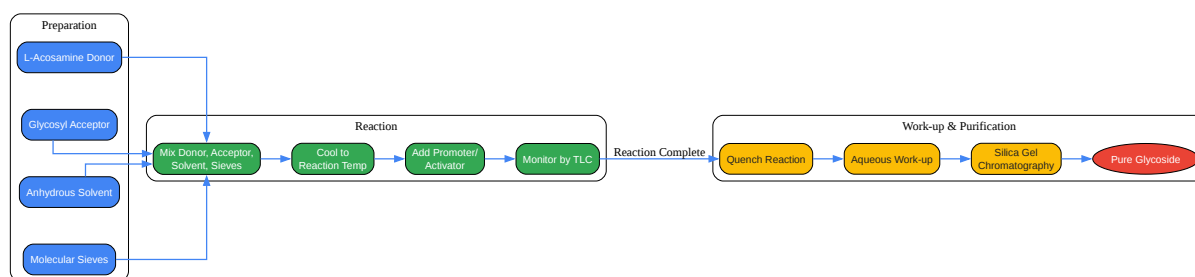 Preparation
L-Acosamine Donor
Glycosyl Acceptor
Anhydrous Solvent
Molecular Sieves
Reaction
Mix Donor, Acceptor,
Solvent, Sieves
Cool to
Reaction Temp
Add Promoter/
Activator
Monitor by TLC
Reaction Complete
Work-up & Purification
Quench Reaction
Aqueous Work-up
Silica Gel
Chromatography
Pure Glycoside